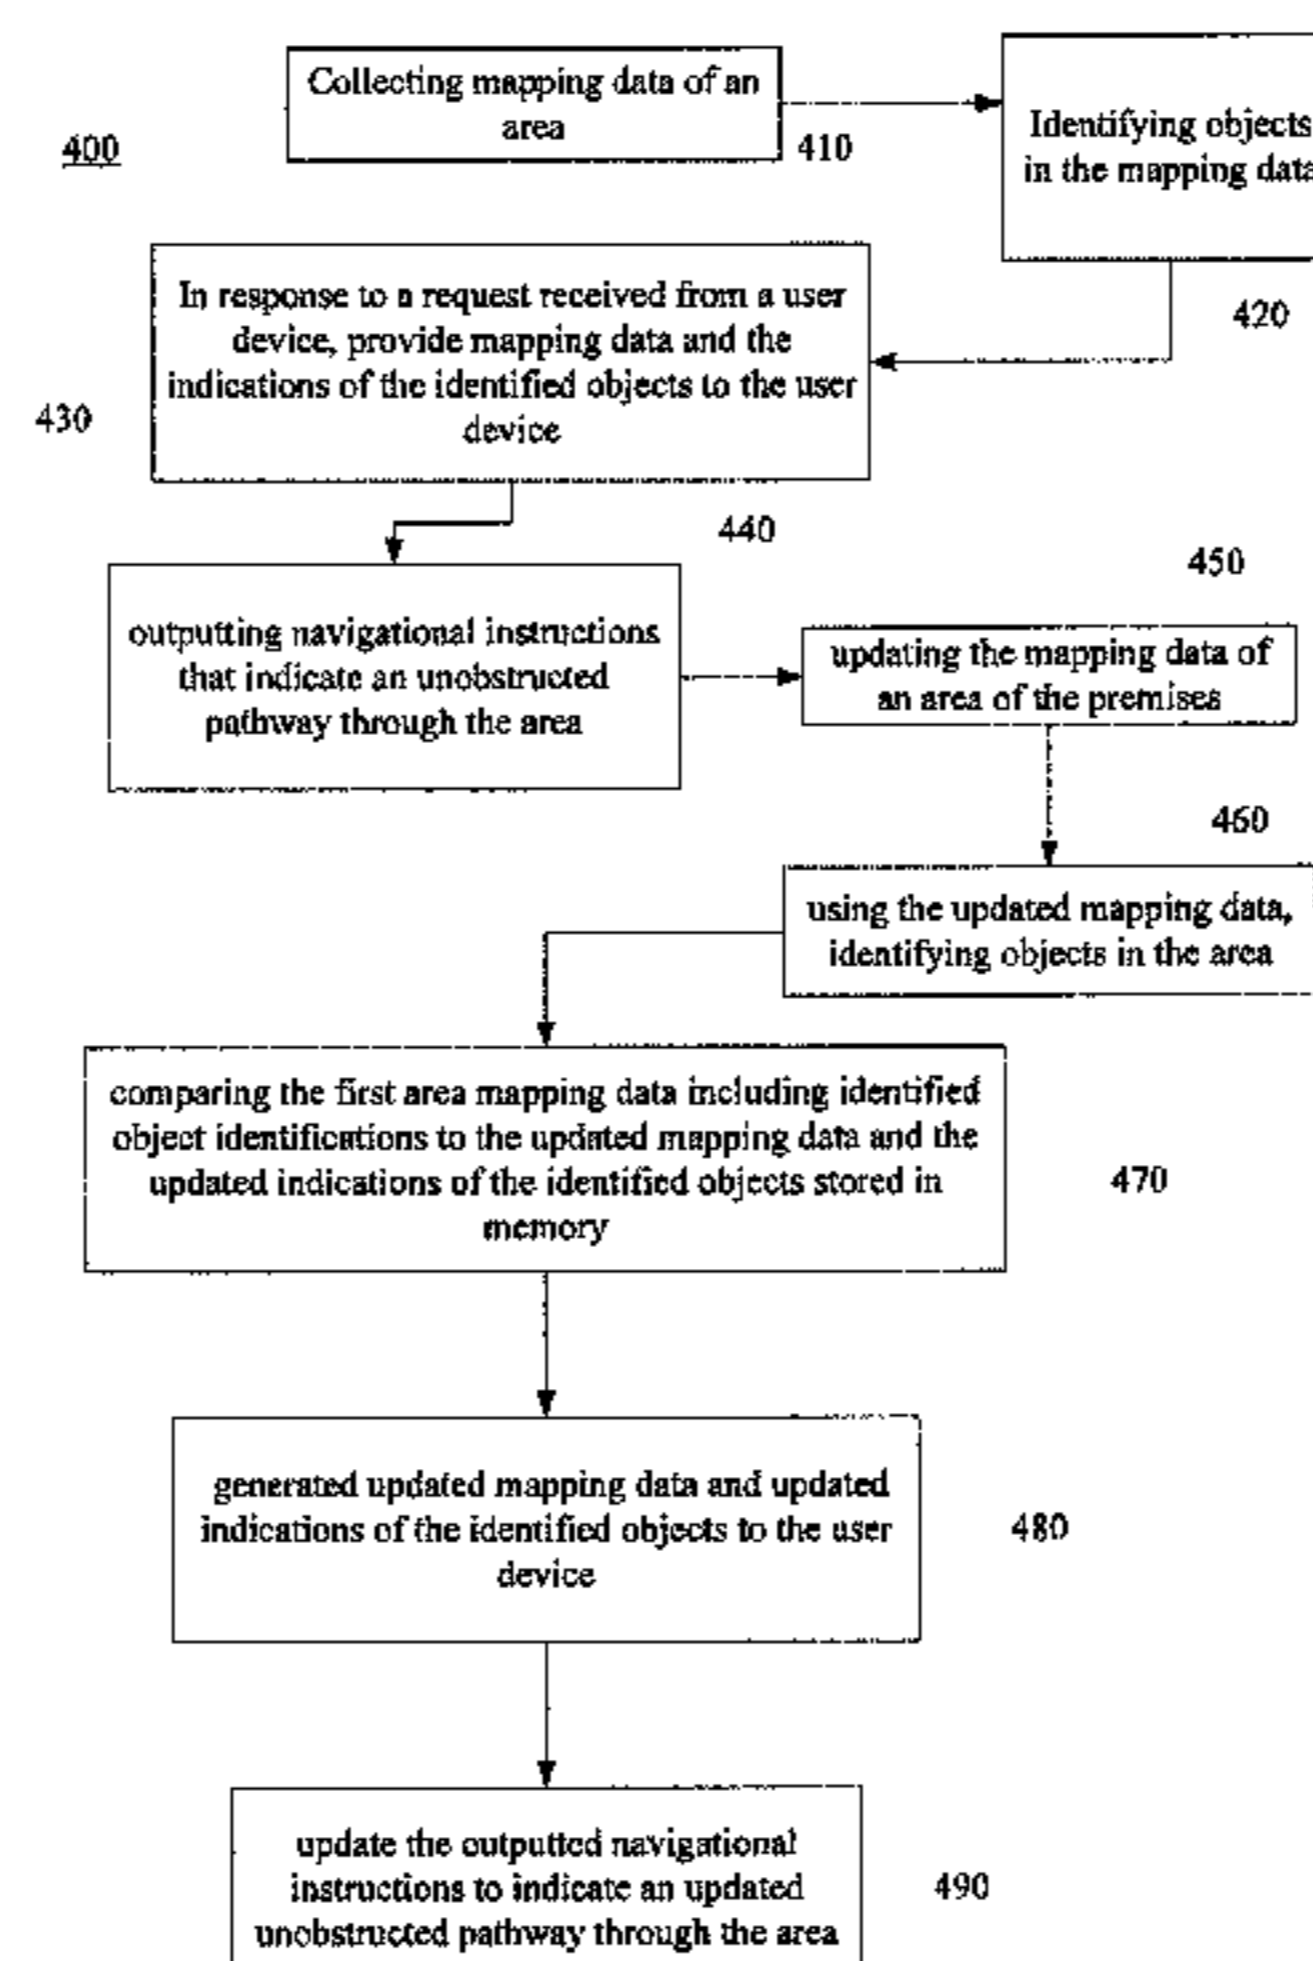 Collecting mapping data of an
area
410
400
Identifying objects
in the mapping data
420
In response to a request received from a user
device, provide mapping data and the
indications of the identified objects to the user
device
430
440
outputting navigational instructions
that indicate an unobstructed
pathway through the area
450
updating the mapping data of
an area of the premises
460
using the updated mapping data,
identifying objects in the area
comparing the first area mapping data including identified
object identifications to the updated mapping data and the
updated indications of the identified objects stored in
memory
470
generated updated mapping data and updated
indications of the identified objects to the user
device
480
update the outputted navigational
instructions to indicate an updated
unobstructed pathway through the area
490